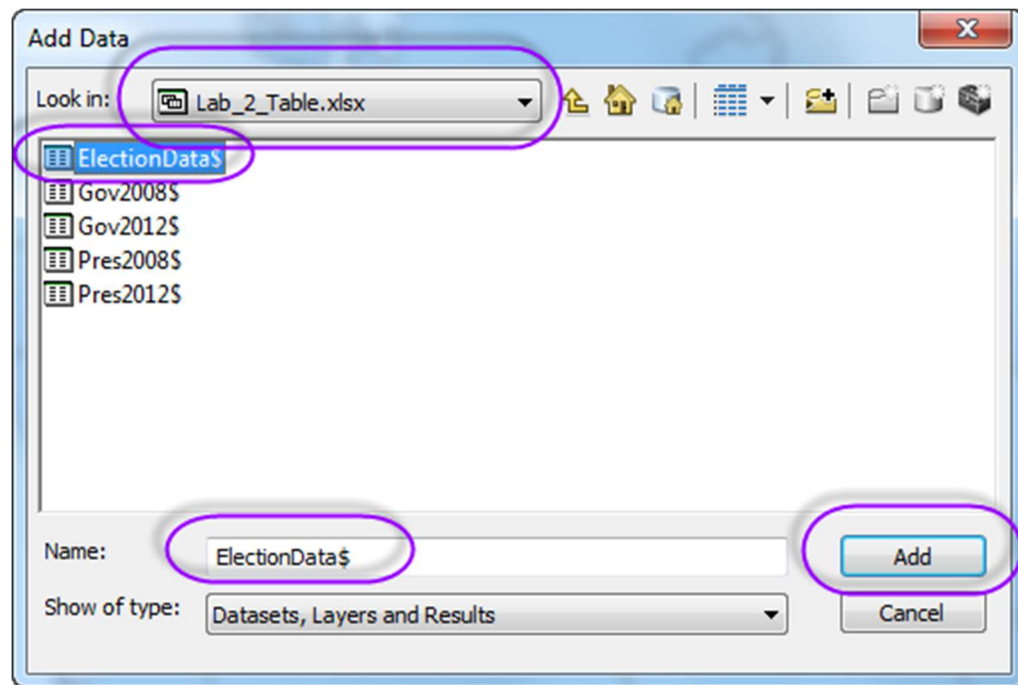 Add Data
Look in: Lab_2_Table.xlsx
ElectionData$
Gov2008$
Gov2012$
Pres2008$
Pres2012$
Name: ElectionData$ Add
Show of type: Datasets, Layers and Results Cancel